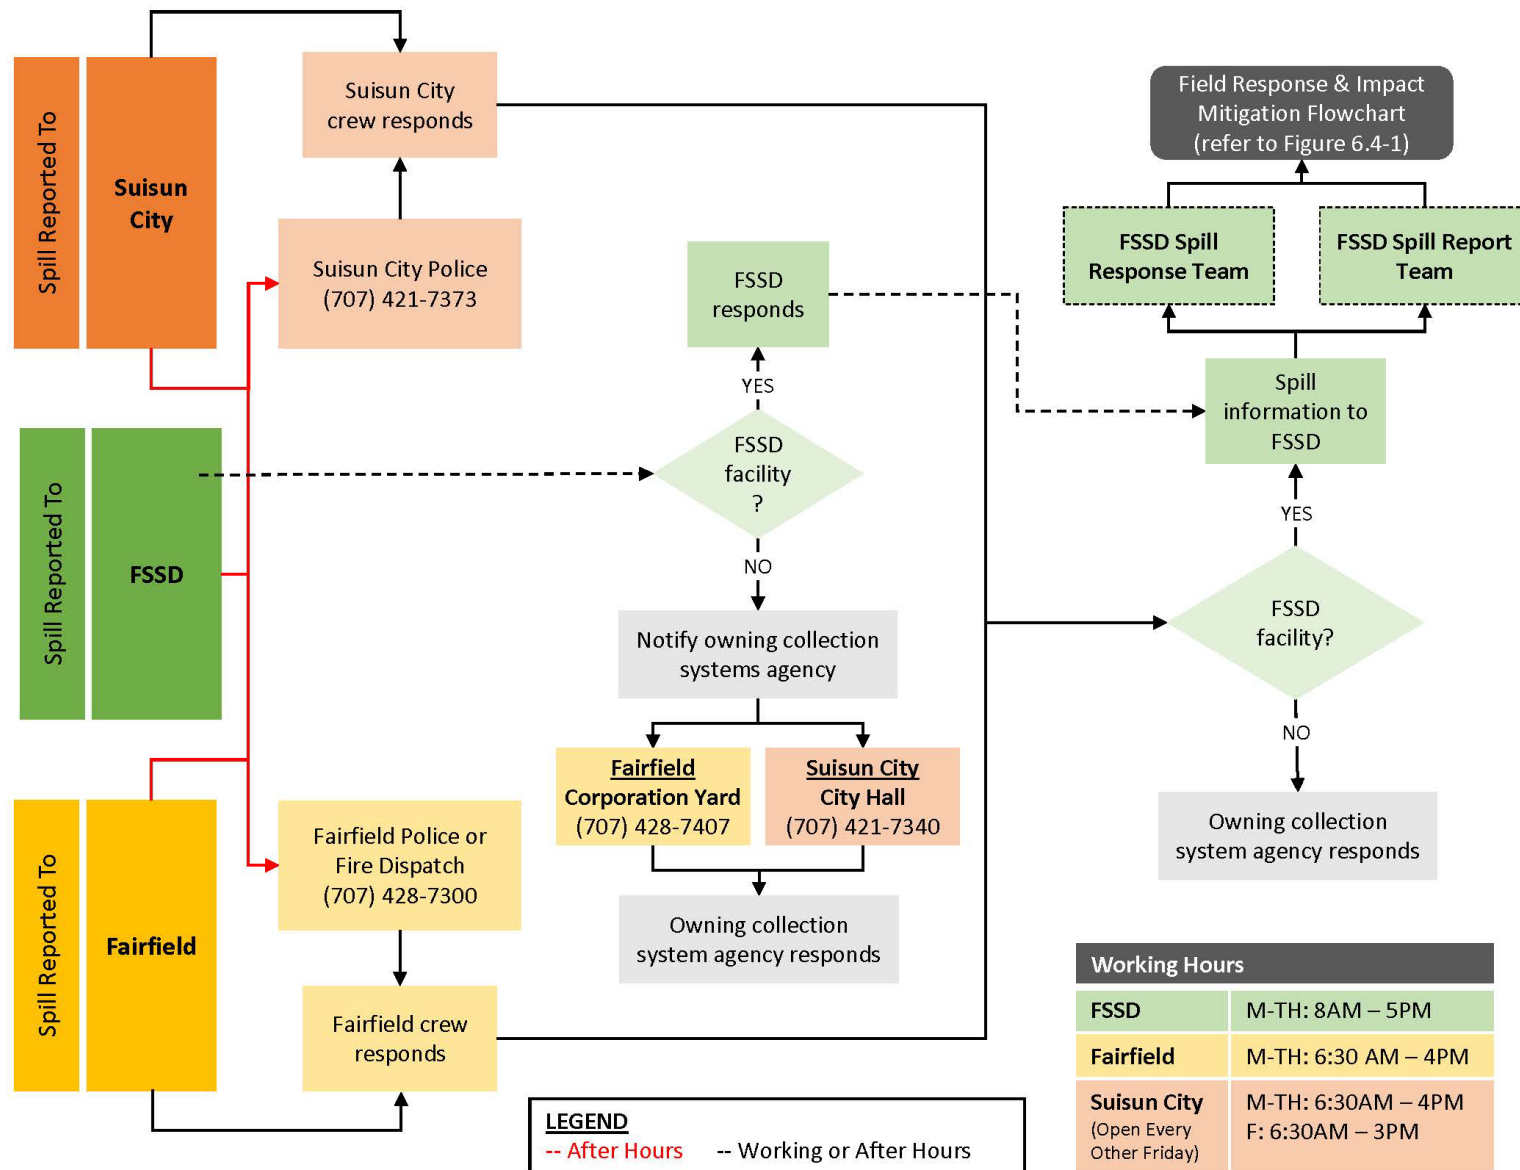 Spill Reported To
Suisun
City
Suisun City
crew responds
Suisun City Police
(707) 421-7373
Spill Reported To
FSSD
Spill Reported To
Fairfield
Fairfield Police or
Fire Dispatch
(707) 428-7300
Fairfield crew
responds
FSSD
responds
YES
FSSD
facility
?
NO
Notify owning collection
systems agency
Fairfield
Corporation Yard
(707) 428-7407
Suisun City
City Hall
(707) 421-7340
Owning collection
system agency responds
Field Response & Impact
Mitigation Flowchart
(refer to Figure 6.4-1)
FSSD Spill
Response Team
FSSD Spill Report
Team
Spill
information to
FSSD
YES
FSSD
facility?
NO
Owning collection
system agency responds
Working Hours
FSSD M-TH: 8AM – 5PM
Fairfield M-TH: 6:30 AM – 4PM
Suisun City M-TH: 6:30AM – 4PM
(Open Every F: 6:30AM – 3PM
Other Friday)
LEGEND
-- After Hours -- Working or After Hours